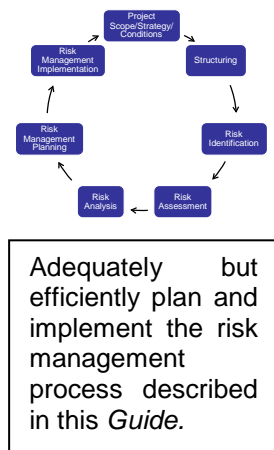 Project
Scope/Strategy/
Conditions
Structuring
Risk
Identification
Risk
Assessment
Risk
Analysis
Risk
Management
Planning
Risk
Management
Implementation
Adequately but
efficiently plan and
implement the risk
management
process described
in this Guide.